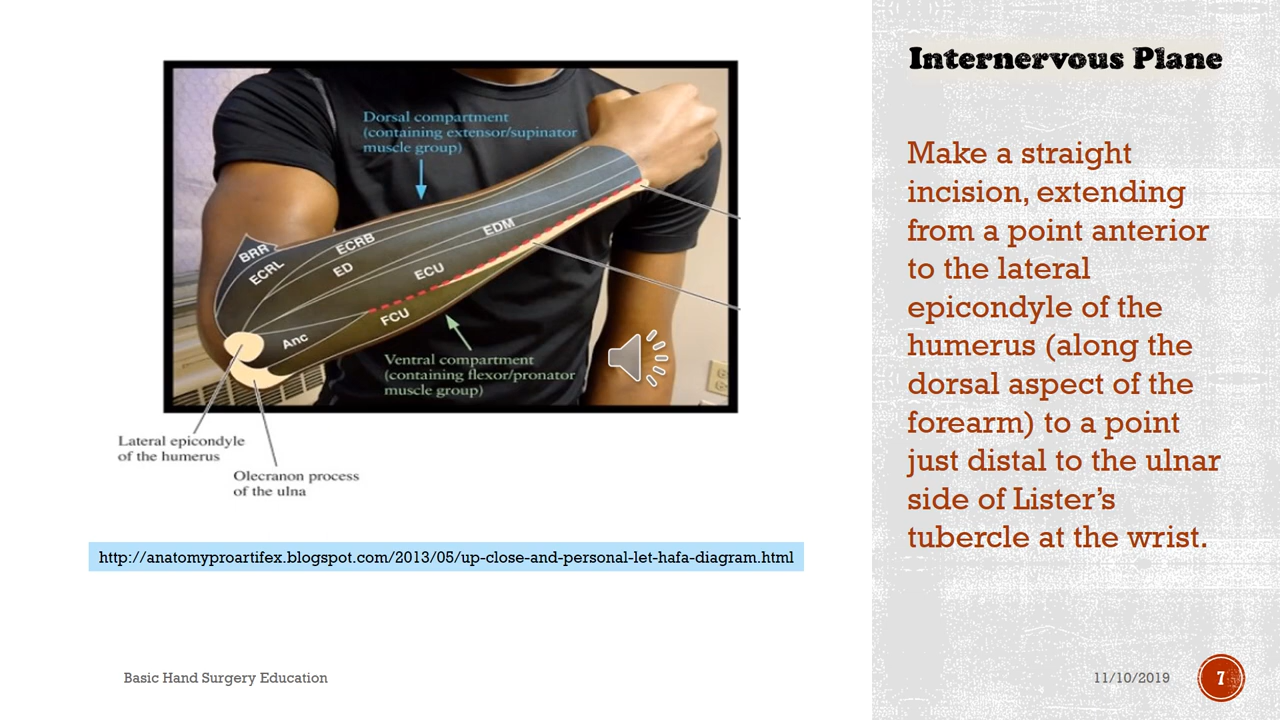 Internervous Plane
Dorsal compartment
(containing extensor/supinator
muscle group)
BRR
ECRL
ECRB
ED
EDM
ECU
FCU
Anc
Ventral compartment
(containing flexor/pronator
muscle group)
Lateral epicondyle
of the humerus
Olecranon process
of the ulna
http://anatomyproartifex.blogspot.com/2013/05/up-close-and-personal-let-hafa-diagram.html
Make a straight
incision, extending
from a point anterior
to the lateral
epicondyle of the
humerus (along the
dorsal aspect of the
forearm) to a point
just distal to the ulnar
side of Lister’s
tubercle at the wrist.
Basic Hand Surgery Education
11/10/2019
7